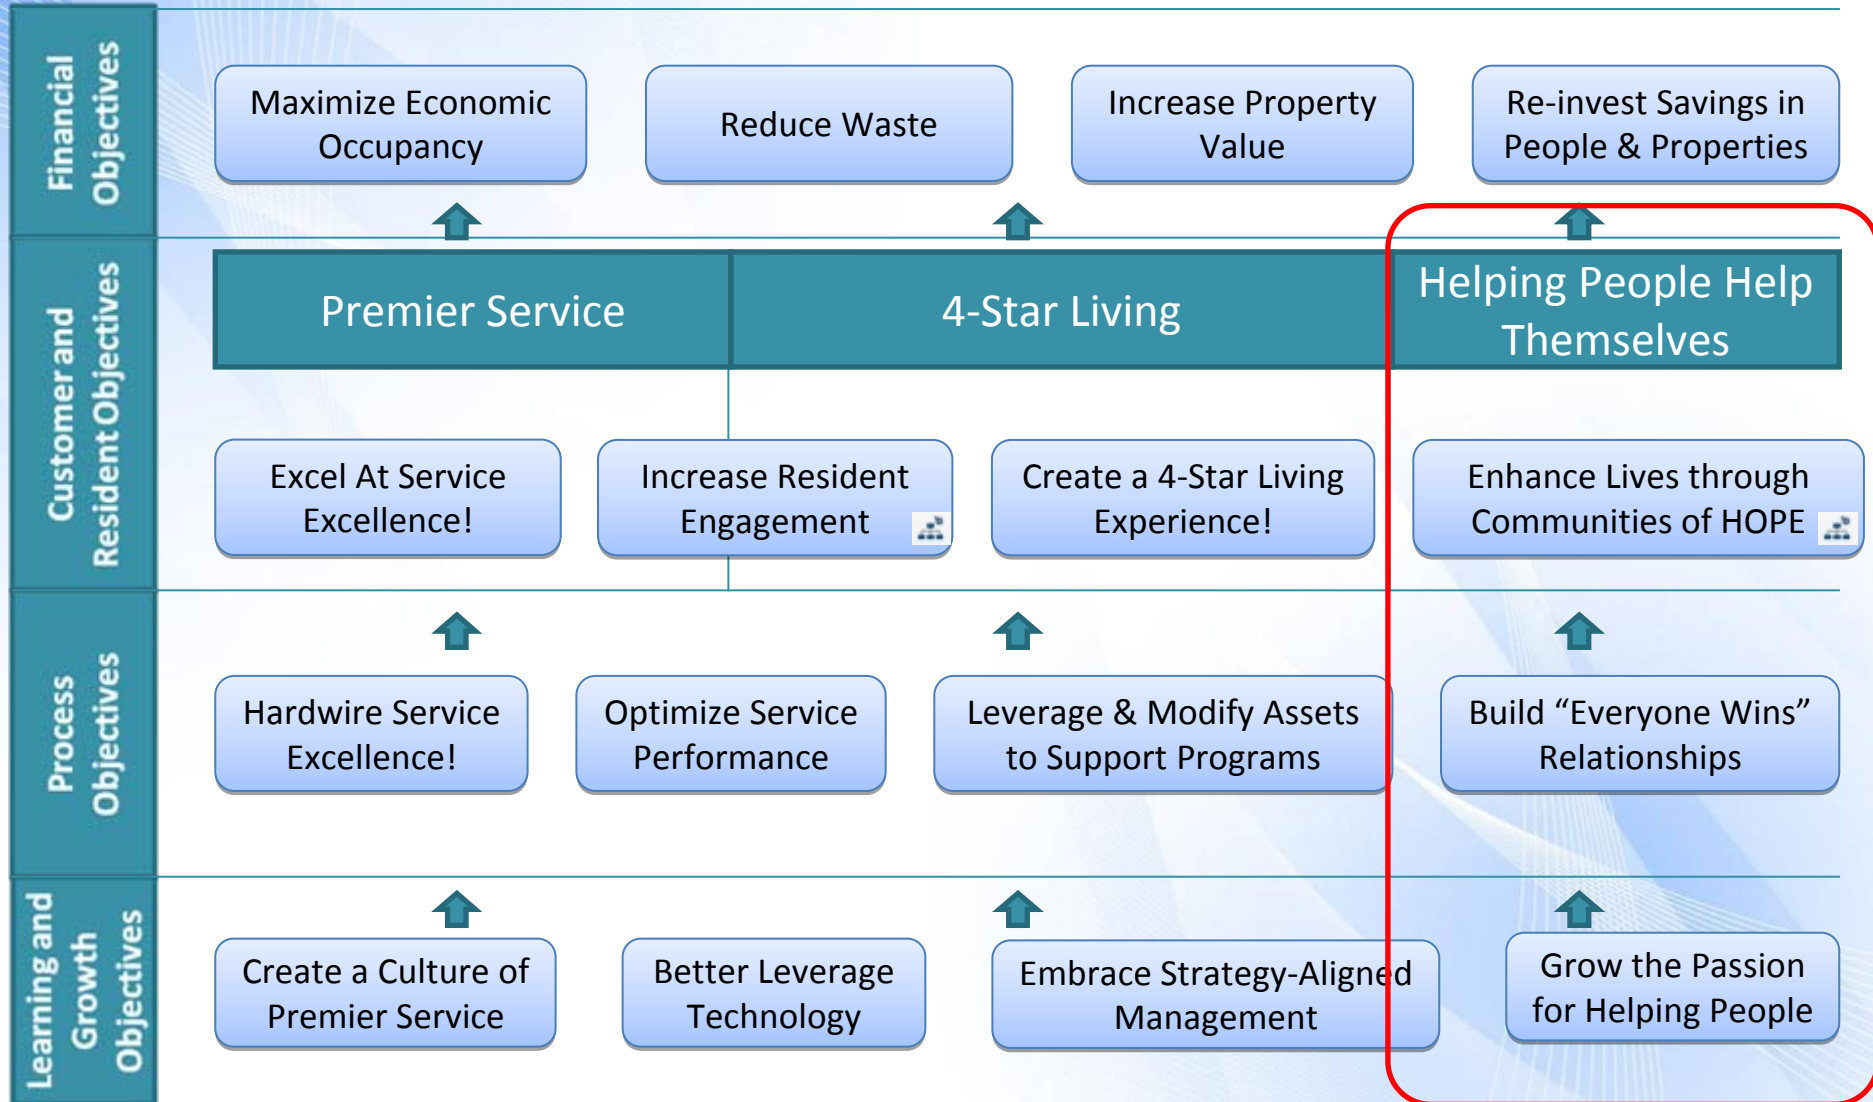 Financial
Objectives
Maximize Economic
Occupancy
Reduce Waste
Increase Property
Value
Re-invest Savings in
People & Properties
Customer and
Resident Objectives
Premier Service
4-Star Living
Helping People Help
Themselves
Excel At Service
Excellence!
Increase Resident
Engagement
Create a 4-Star Living
Experience!
Enhance Lives through
Communities of HOPE
Process
Objectives
Hardwire Service
Excellence!
Optimize Service
Performance
Leverage & Modify Assets
to Support Programs
Build “Everyone Wins”
Relationships
Learning and
Growth
Objectives
Create a Culture of
Premier Service
Better Leverage
Technology
Embrace Strategy-Aligned
Management
Grow the Passion
for Helping People